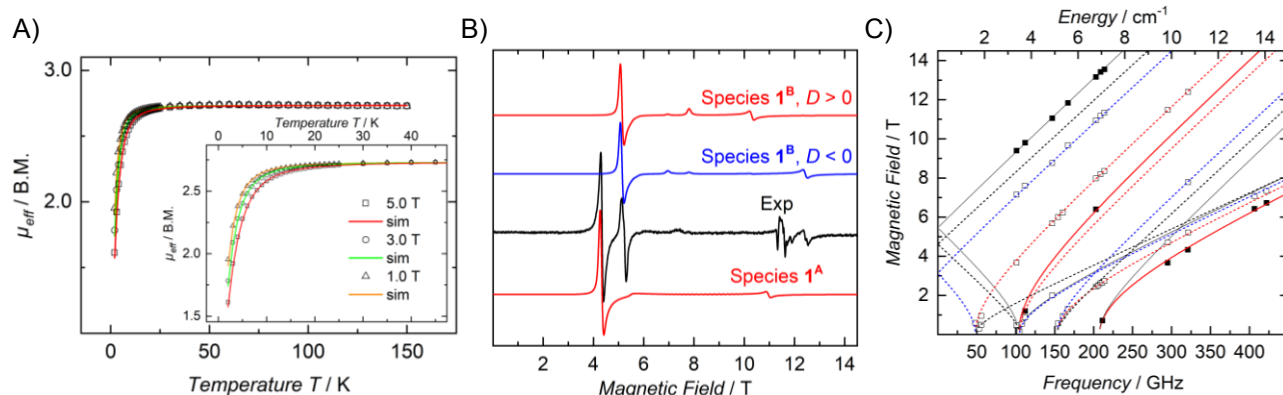 A)
3.0
2.0
1.0
μeff / B.M.
0
50
100
150
Temperature T / K
Temperature T / K
0
10
20
30
40
2.5
2.0
1.5
μeff / B.M.
5.0 T
sim
3.0 T
sim
1.0 T
sim
B)
Species 1ᴮ, D > 0
Species 1ᴮ, D < 0
Exp
Species 1ᴬ
2
4
6
8
10
12
14
Magnetic Field / T
C)
Energy / cm⁻¹
2
4
6
8
10
12
14
Magnetic Field / T
14
12
10
8
6
4
2
50
100
150
200
250
300
350
400
Frequency / GHz